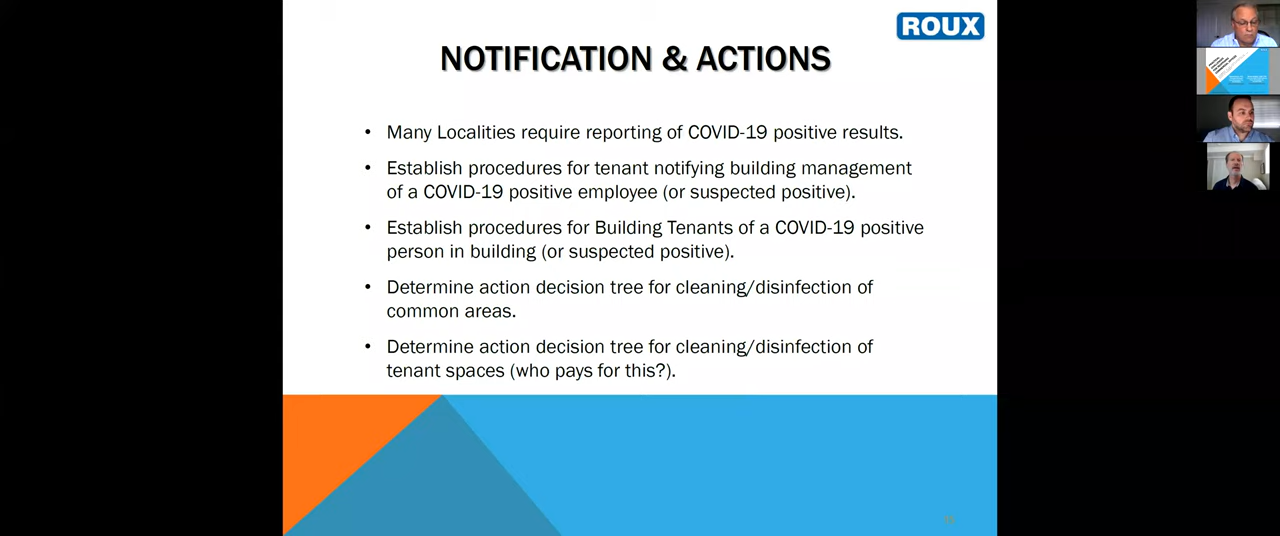 ROUX
NOTIFICATION & ACTIONS
• Many Localities require reporting of COVID-19 positive results.
• Establish procedures for tenant notifying building management
of a COVID-19 positive employee (or suspected positive).
• Establish procedures for Building Tenants of a COVID-19 positive
person in building (or suspected positive).
• Determine action decision tree for cleaning/disinfection of
common areas.
• Determine action decision tree for cleaning/disinfection of
tenant spaces (who pays for this?).